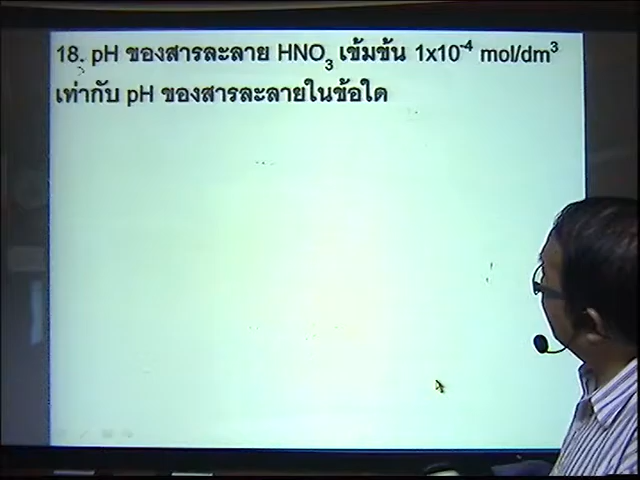 18. pH ของสารละลาย HNO₃ เข้มข้น 1x10⁻⁴ mol/dm³
เท่ากับ pH ของสารละลายในข้อใด